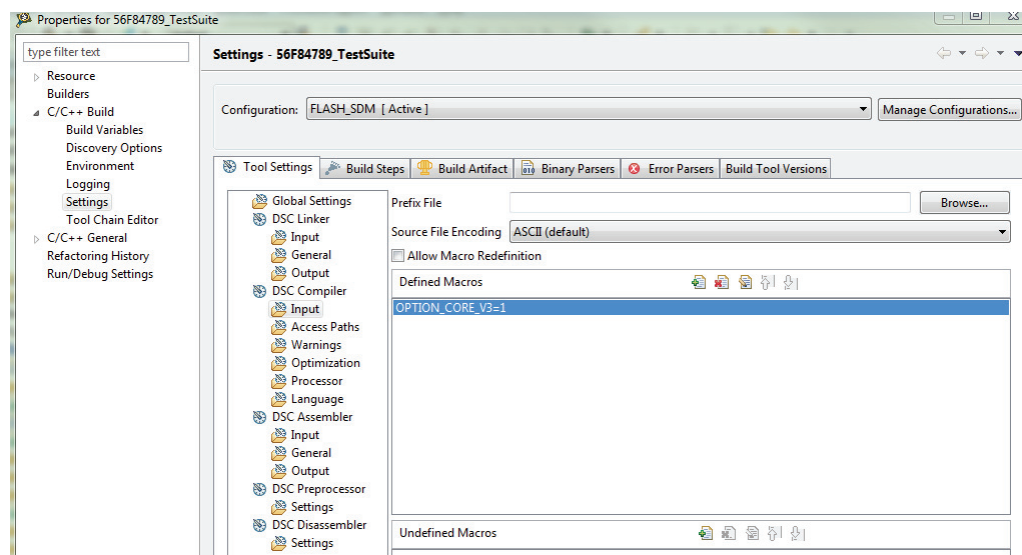 Properties for 56F84789_TestSuite
type filter text
Resource
Builders
C/C++ Build
Build Variables
Discovery Options
Environment
Logging
Settings
Tool Chain Editor
C/C++ General
Refactoring History
Run/Debug Settings
Settings - 56F84789_TestSuite
Configuration: FLASH_SDM [ Active ] Manage Configurations...
Tool Settings Build Steps Build Artifact Binary Parsers Error Parsers Build Tool Versions
Global Settings
DSC Linker
Input
General
Output
DSC Compiler
Input
Access Paths
Warnings
Optimization
Processor
Language
DSC Assembler
Input
General
Output
DSC Preprocessor
Settings
DSC Disassembler
Settings
Prefix File Browse...
Source File Encoding ASCII (default)
Allow Macro Redefinition
Defined Macros
OPTION_CORE_V3=1
Undefined Macros